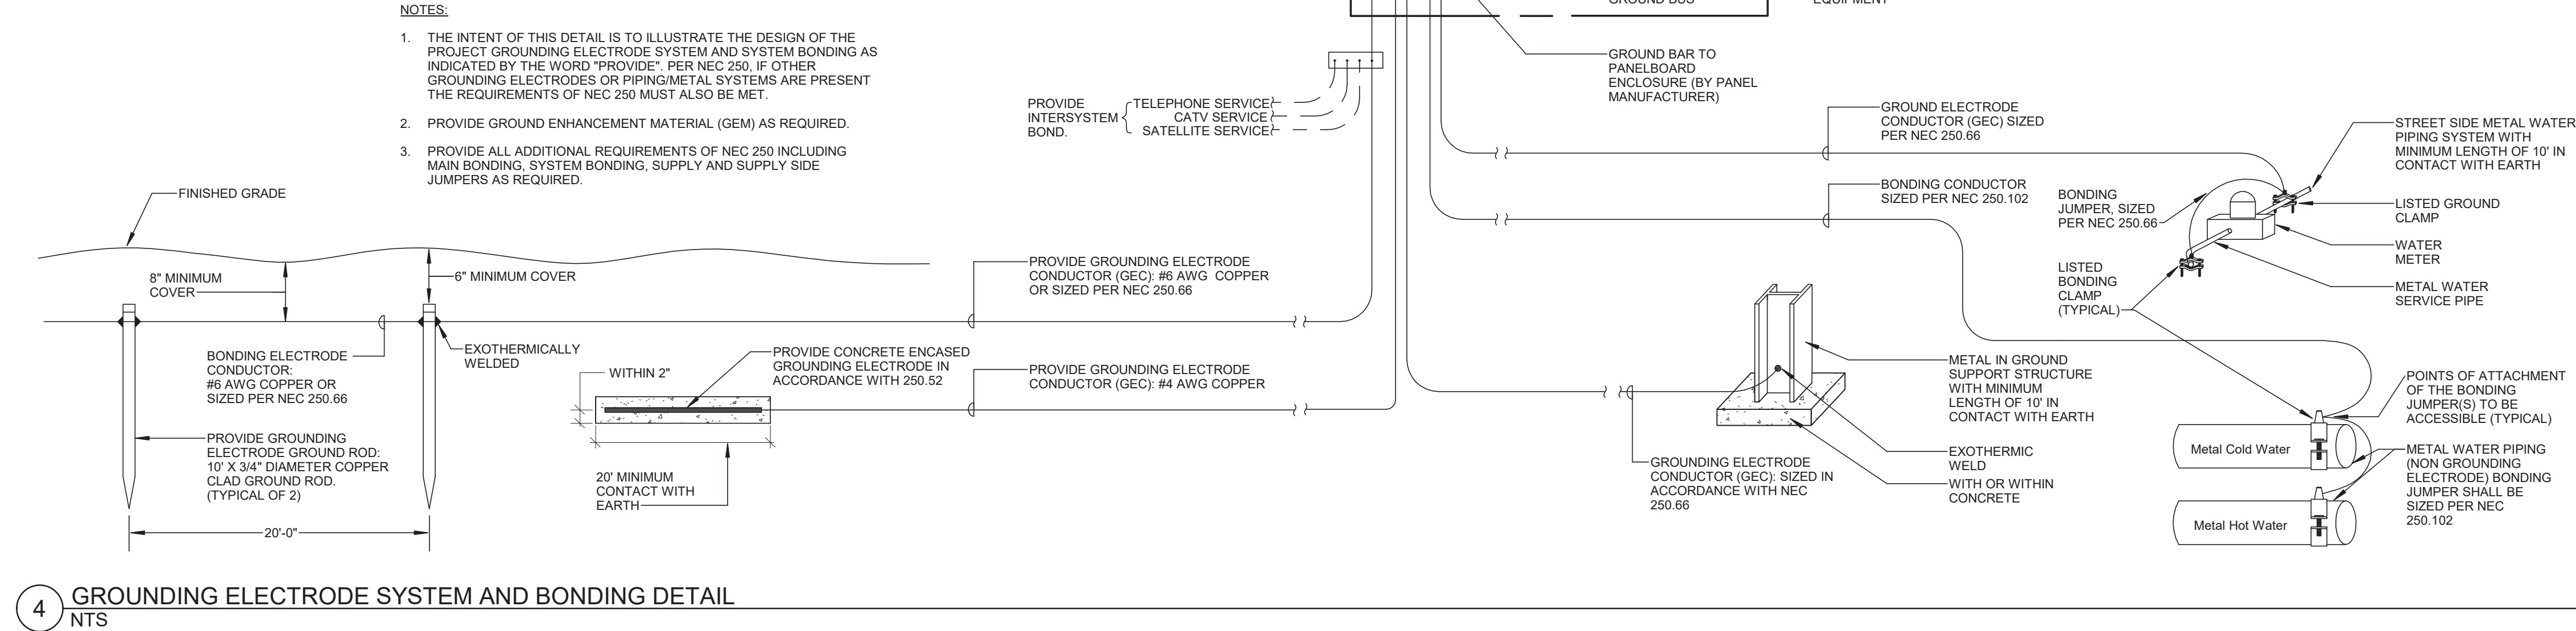 NOTES:
1. THE INTENT OF THIS DETAIL IS TO ILLUSTRATE THE DESIGN OF THE
PROJECT GROUNDING ELECTRODE SYSTEM AND SYSTEM BONDING AS
INDICATED BY THE WORD "PROVIDE". PER NEC 250, IF OTHER
GROUNDING ELECTRODES OR PIPING/METAL SYSTEMS ARE PRESENT
THE REQUIREMENTS OF NEC 250 MUST ALSO BE MET.
2. PROVIDE GROUND ENHANCEMENT MATERIAL (GEM) AS REQUIRED.
3. PROVIDE ALL ADDITIONAL REQUIREMENTS OF NEC 250 INCLUDING
MAIN BONDING, SYSTEM BONDING, SUPPLY AND SUPPLY SIDE
JUMPERS AS REQUIRED.
FINISHED GRADE
8" MINIMUM
COVER
6" MINIMUM COVER
BONDING ELECTRODE
CONDUCTOR:
#6 AWG COPPER OR
SIZED PER NEC 250.66
EXOTHERMICALLY
WELDED
PROVIDE GROUNDING
ELECTRODE GROUND ROD:
10' X 3/4" DIAMETER COPPER
CLAD GROUND ROD.
(TYPICAL OF 2)
20'-0"
WITHIN 2"
20' MINIMUM
CONTACT WITH
EARTH
PROVIDE CONCRETE ENCASED
GROUNDING ELECTRODE IN
ACCORDANCE WITH 250.52
PROVIDE GROUNDING ELECTRODE
CONDUCTOR (GEC): #6 AWG COPPER
OR SIZED PER NEC 250.66
PROVIDE GROUNDING ELECTRODE
CONDUCTOR (GEC): #4 AWG COPPER
PROVIDE
INTERSYSTEM
BOND.
TELEPHONE SERVICE
CATV SERVICE
SATELLITE SERVICE
GROUND BUS
EQUIPMENT
GROUND BAR TO
PANELBOARD
ENCLOSURE (BY PANEL
MANUFACTURER)
GROUND ELECTRODE
CONDUCTOR (GEC) SIZED
PER NEC 250.66
BONDING CONDUCTOR
SIZED PER NEC 250.102
BONDING
JUMPER, SIZED
PER NEC 250.66
LISTED
BONDING
CLAMP
(TYPICAL)
STREET SIDE METAL WATER
PIPING SYSTEM WITH
MINIMUM LENGTH OF 10' IN
CONTACT WITH EARTH
LISTED GROUND
CLAMP
WATER
METER
METAL WATER
SERVICE PIPE
METAL IN GROUND
SUPPORT STRUCTURE
WITH MINIMUM
LENGTH OF 10' IN
CONTACT WITH EARTH
EXOTHERMIC
WELD
WITH OR WITHIN
CONCRETE
GROUNDING ELECTRODE
CONDUCTOR (GEC): SIZED IN
ACCORDANCE WITH NEC
250.66
POINTS OF ATTACHMENT
OF THE BONDING
JUMPER(S) TO BE
ACCESSIBLE (TYPICAL)
Metal Cold Water
METAL WATER PIPING
(NON GROUNDING
ELECTRODE) BONDING
JUMPER SHALL BE
SIZED PER NEC
250.102
Metal Hot Water
4 GROUNDING ELECTRODE SYSTEM AND BONDING DETAIL
NTS